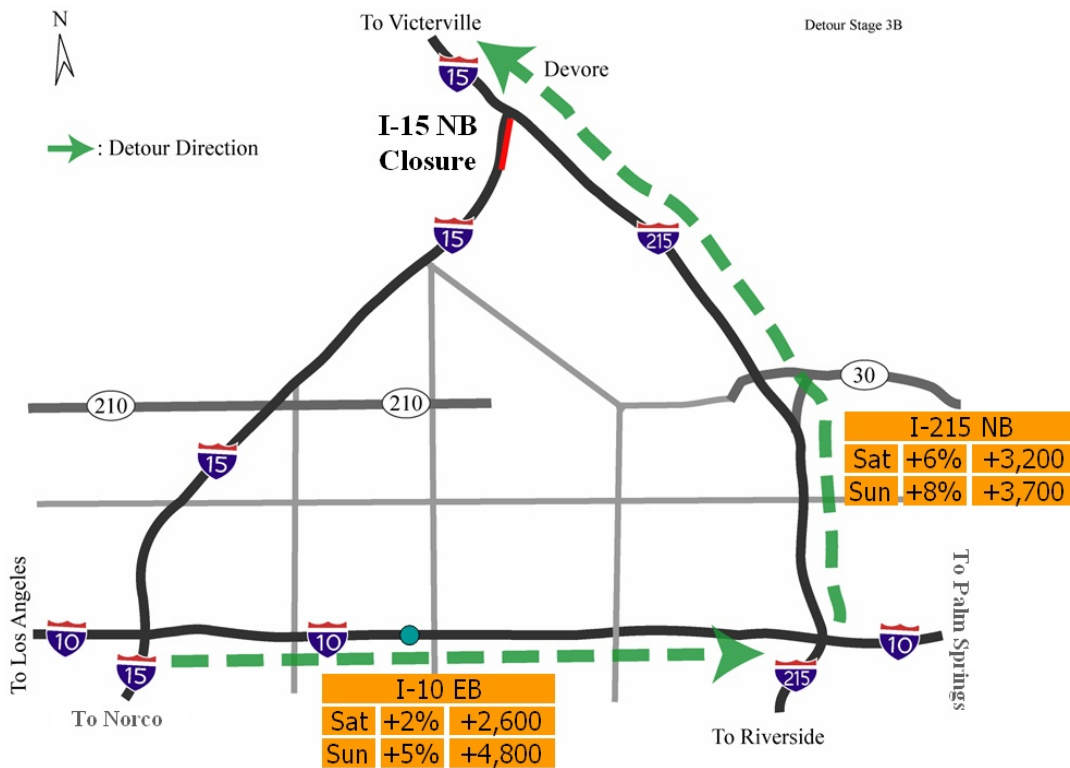 To Victerville
Detour Stage 3B
N
15
Devore
I-15 NB
Closure
: Detour Direction
15
215
30
210
210
I-215 NB
Sat +6% +3,200
Sun +8% +3,700
15
To Los Angeles
To Palm Springs
10
10
10
15
215
I-10 EB
Sat +2% +2,600
Sun +5% +4,800
To Norco
To Riverside